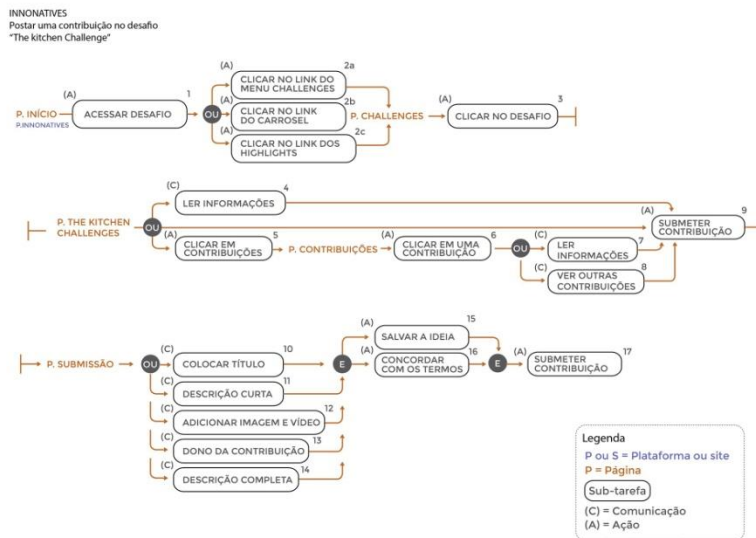 INNONATIVES
Postar uma contribuição no desafio
“The kitchen Challenge”
P. INÍCIO
P.INNONATIVES
(A)
1
ACESSAR DESAFIO
OU
(A)
2a
CLICAR NO LINK DO
MENU CHALLENGES
(A)
2b
CLICAR NO LINK
DO CARROSEL
(A)
2c
CLICAR NO LINK DOS
HIGHLIGHTS
P. CHALLENGES
(A)
3
CLICAR NO DESAFIO
P. THE KITCHEN
CHALLENGES
OU
(C)
4
LER INFORMAÇÕES
(A)
5
CLICAR EM
CONTRIBUIÇÕES
P. CONTRIBUIÇÕES
(A)
6
CLICAR EM UMA
CONTRIBUIÇÃO
OU
(C)
7
LER
INFORMAÇÕES
(C)
8
VER OUTRAS
CONTRIBUIÇÕES
(A)
9
SUBMETER
CONTRIBUIÇÃO
P. SUBMISSÃO
OU
(C)
10
COLOCAR TÍTULO
(C)
11
DESCRIÇÃO CURTA
(C)
12
ADICIONAR IMAGEM E VÍDEO
(C)
13
DONO DA CONTRIBUIÇÃO
(C)
14
DESCRIÇÃO COMPLETA
E
(A)
15
SALVAR A IDEIA
(A)
16
CONCORDAR
COM OS TERMOS
E
(A)
17
SUBMETER
CONTRIBUIÇÃO
Legenda
P ou S = Plataforma ou site
P = Página
Sub-tarefa
(C) = Comunicação
(A) = Ação